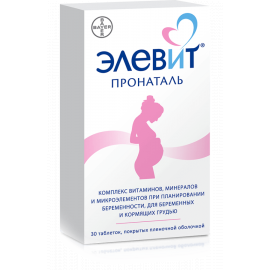 BAYER
ЭЛЕВИТ®
ПРОНАТАЛЬ
КОМПЛЕКС ВИТАМИНОВ, МИНЕРАЛОВ
И МИКРОЭЛЕМЕНТОВ ПРИ ПЛАНИРОВАНИИ
БЕРЕМЕННОСТИ, ДЛЯ БЕРЕМЕННЫХ
И КОРМЯЩИХ ГРУДЬЮ
30 таблеток, покрытых пленочной оболочкой